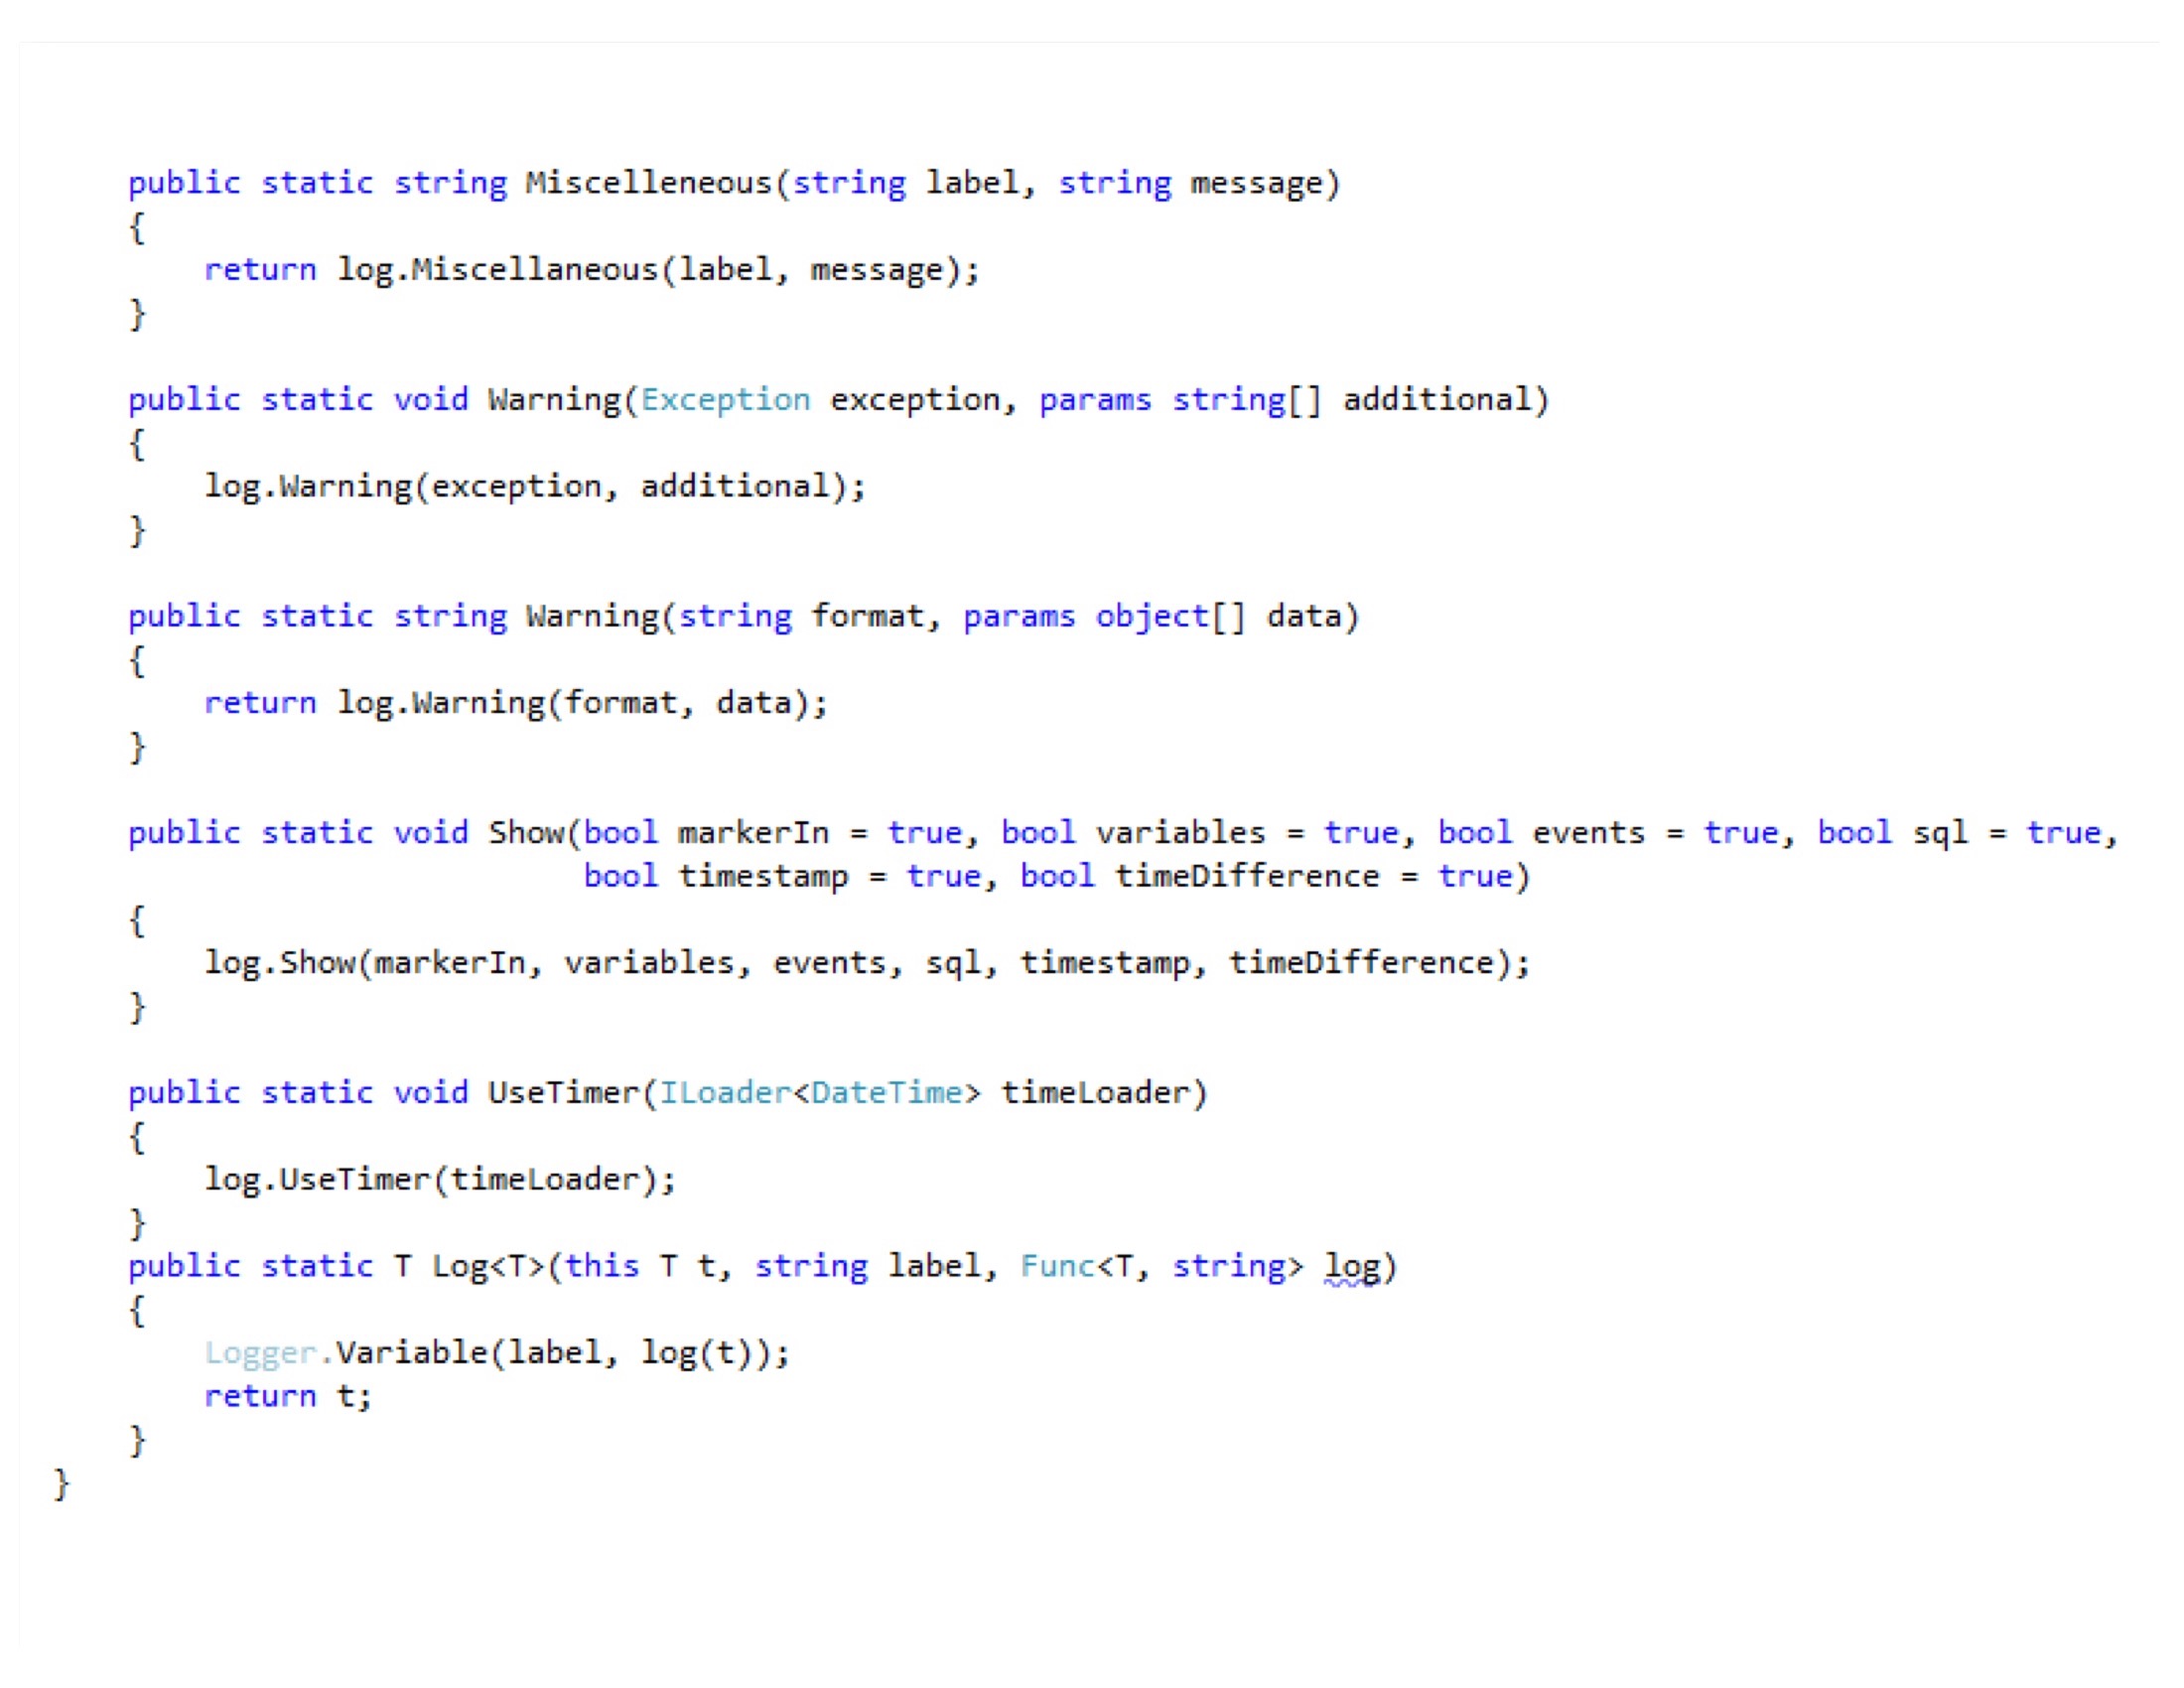 public static string Miscelleneous(string label, string message)
{
    return log.Miscellaneous(label, message);
}

public static void Warning(Exception exception, params string[] additional)
{
    log.Warning(exception, additional);
}

public static string Warning(string format, params object[] data)
{
    return log.Warning(format, data);
}

public static void Show(bool markerIn = true, bool variables = true, bool events = true, bool sql = true,
                        bool timestamp = true, bool timeDifference = true)
{
    log.Show(markerIn, variables, events, sql, timestamp, timeDifference);
}

public static void UseTimer(ILoader<DateTime> timeLoader)
{
    log.UseTimer(timeLoader);
}
public static T Log<T>(this T t, string label, Func<T, string> log)
{
    Logger.Variable(label, log(t));
    return t;
}
}